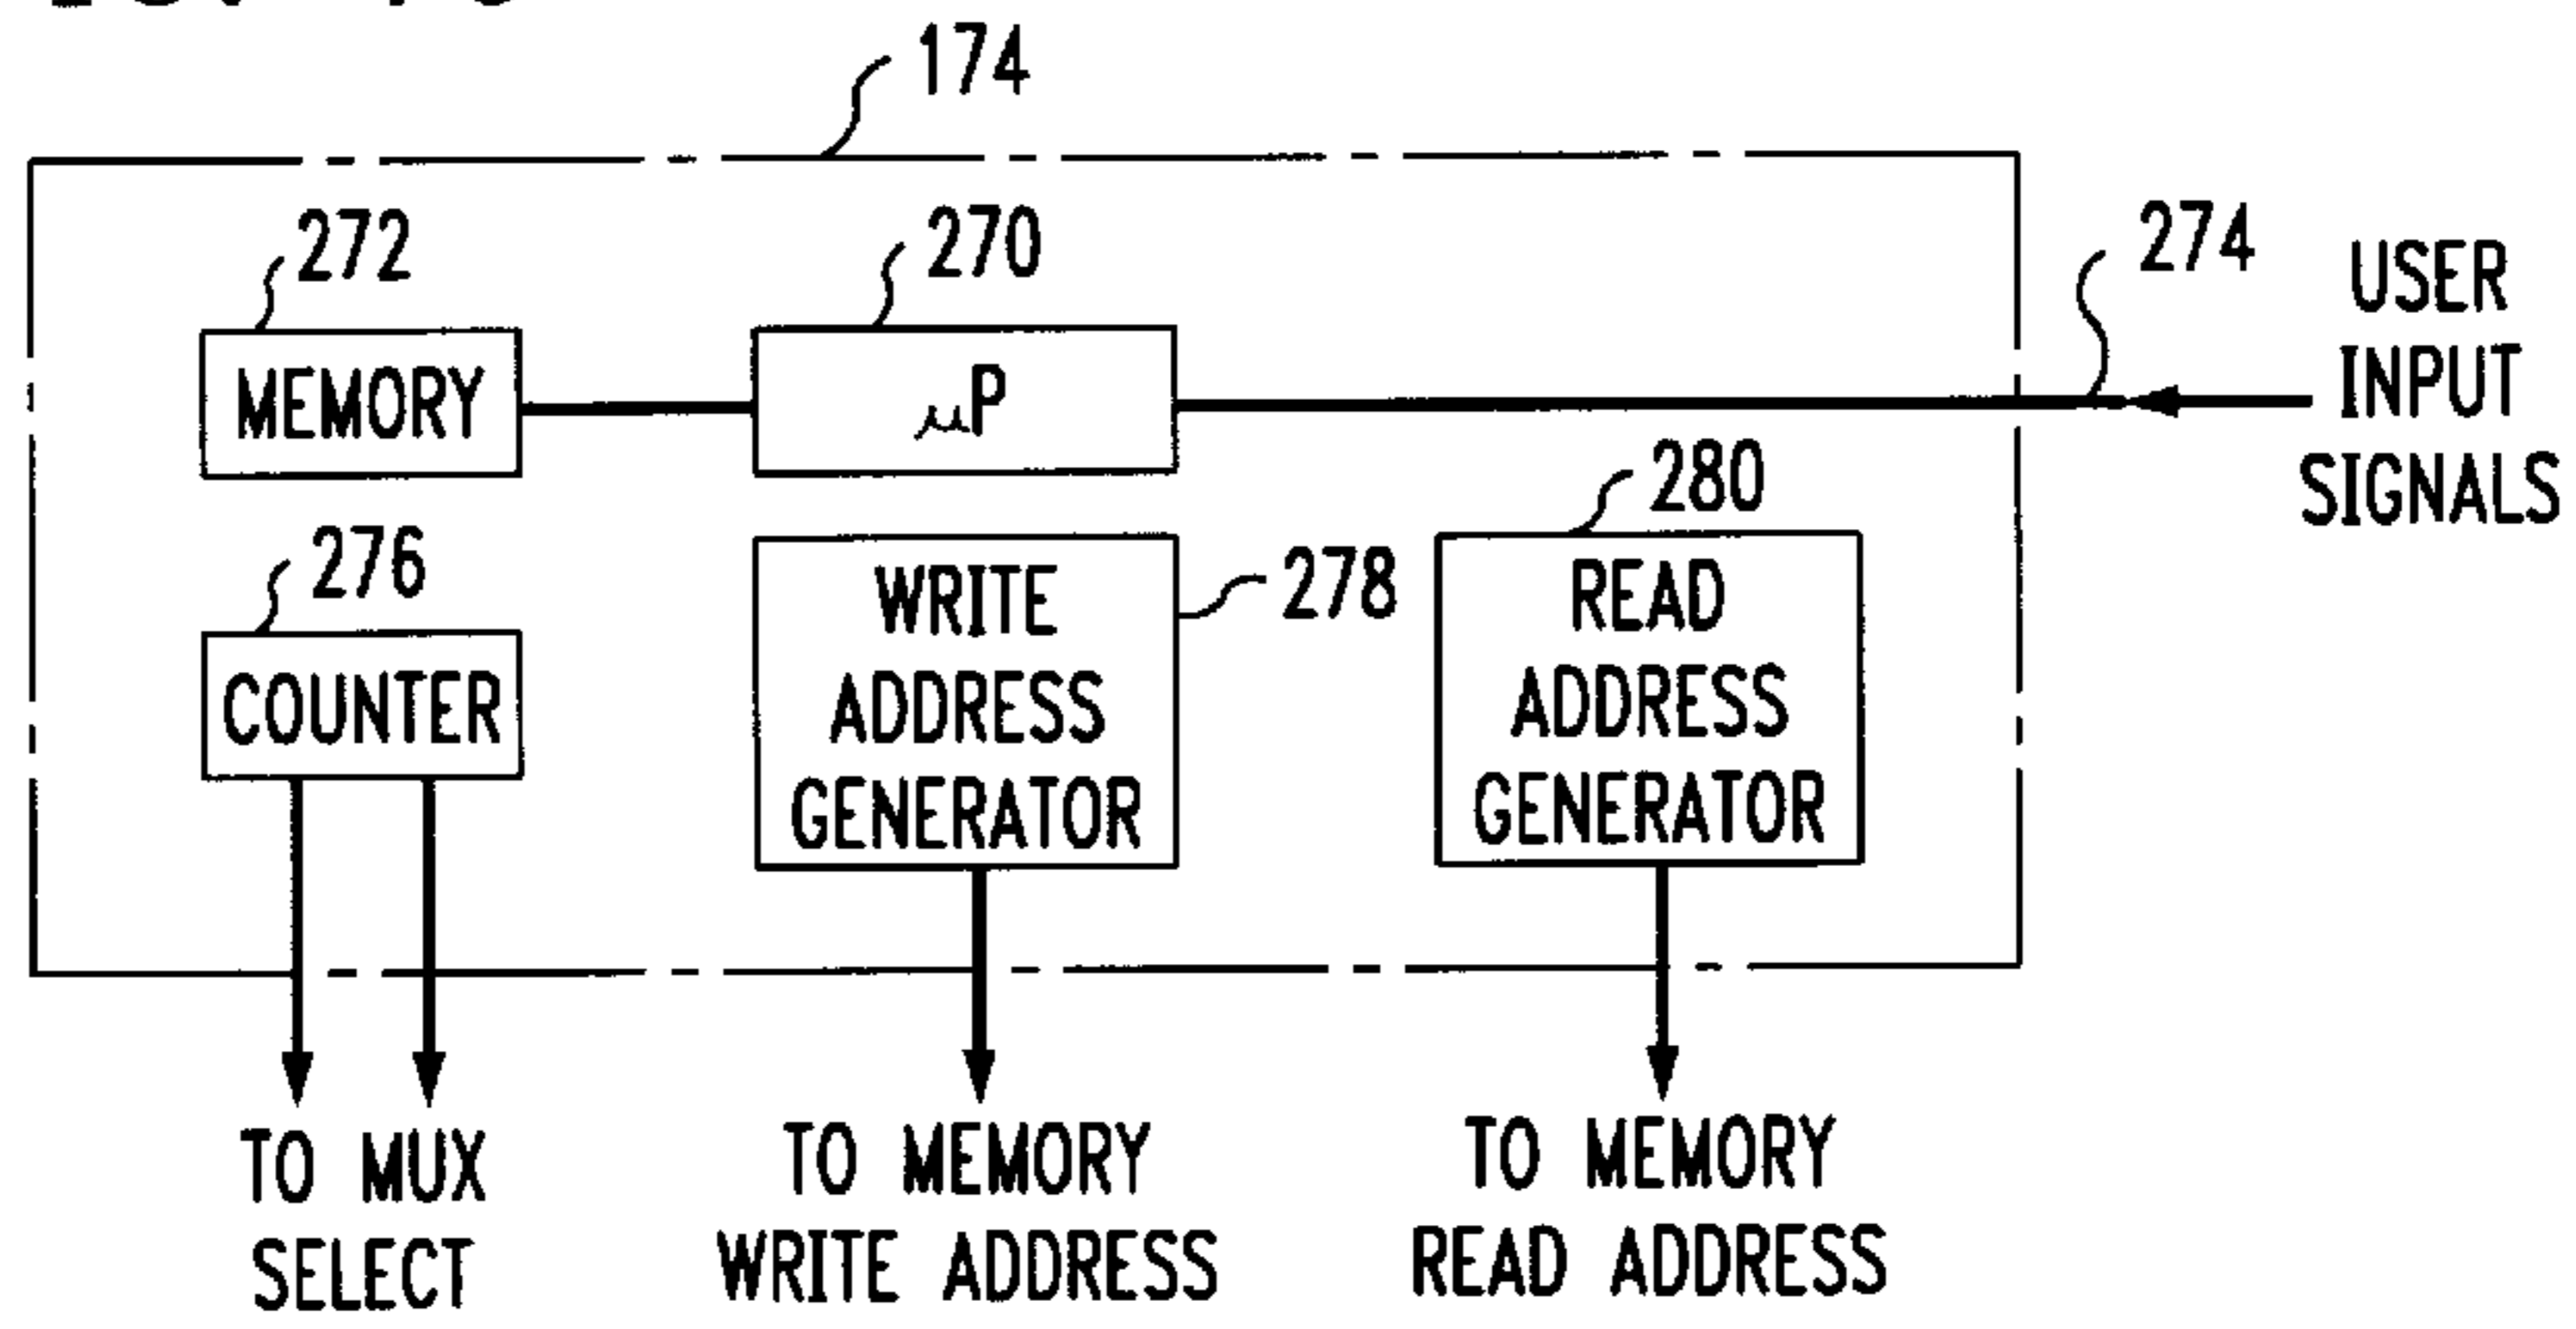 174
272
270
274
USER
INPUT
SIGNALS
MEMORY
μP
280
276
278
WRITE
ADDRESS
GENERATOR
READ
ADDRESS
GENERATOR
COUNTER
TO MUX
SELECT
TO MEMORY
WRITE ADDRESS
TO MEMORY
READ ADDRESS